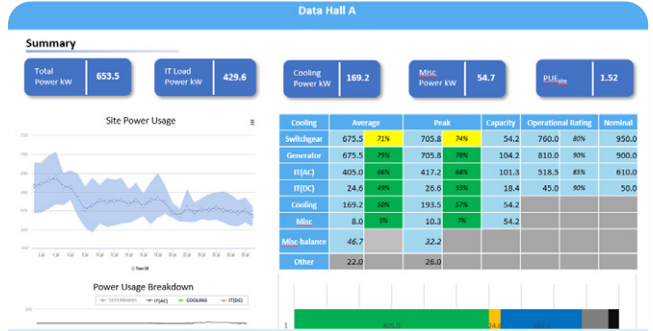 Data Hall A
Summary
Total Power kW 653.5
IT Load Power kW 429.6
Cooling Power kW 169.2
Misc Power kW 54.7
PUE 1.52
Site Power Usage
Cooling Average Peak Capacity Operational Rating Nominal
Switchgear 675.5 71% 705.8 74% 54.2 760.0 80% 950.0
Generator 675.5 75% 705.8 78% 104.2 810.0 90% 900.0
IT(AC) 405.0 66% 417.2 68% 101.3 518.5 85% 610.0
IT(DC) 24.6 49% 26.6 53% 18.4 45.0 90% 50.0
Cooling 169.2 50% 193.5 57% 54.2
Misc 8.0 5% 10.3 7% 54.2
Misc-balance 46.7 32.2
Other 22.0 26.0
Power Usage Breakdown
IT(AC) COOLING IT(DC)
1 405.0 24.6